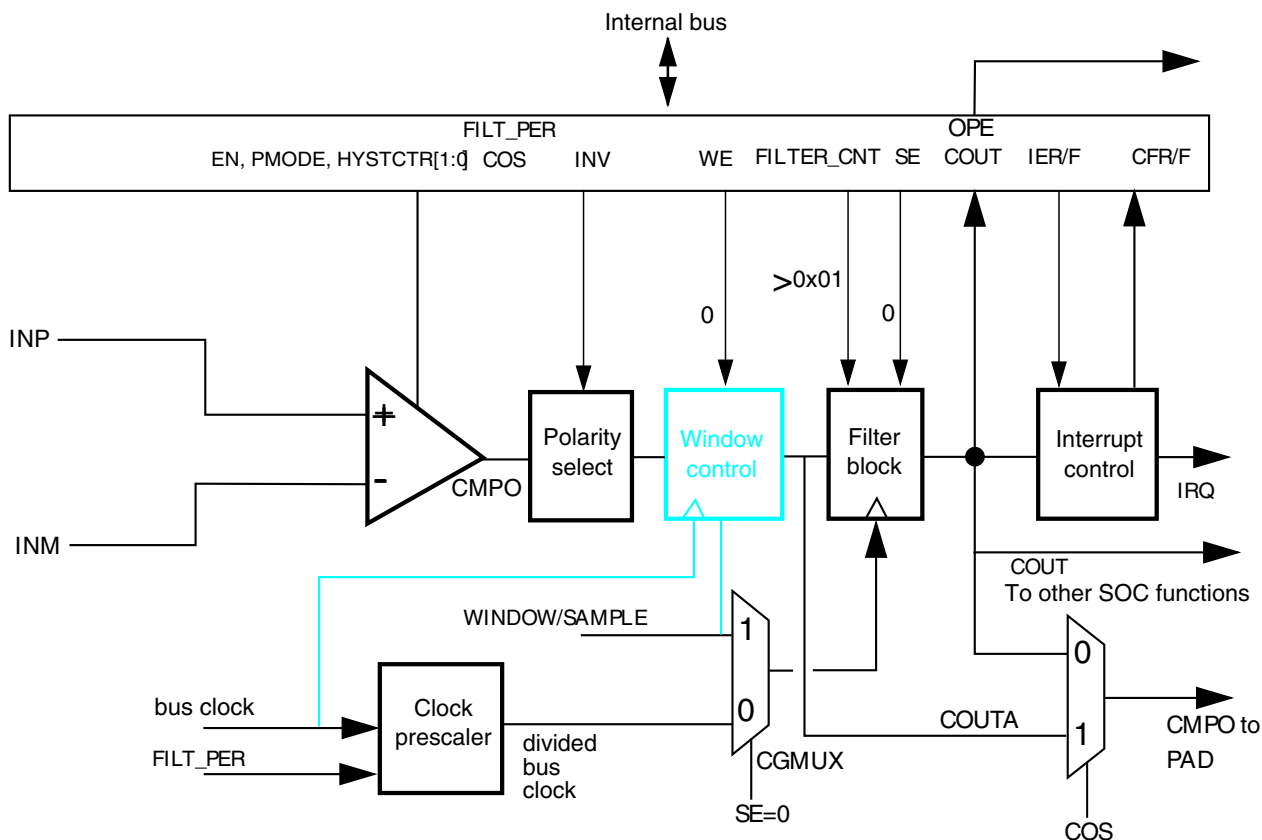 Internal bus
FILT_PER
OPE
EN, PMODE, HYSTCTR[1:0] COS INV WE FILTER_CNT SE COUT IER/F CFR/F
>0x01
0
0
INP
+
Polarity
select
Window
control
Filter
block
Interrupt
control
-
CMPO
IRQ
INM
COUT
To other SOC functions
WINDOW/SAMPLE
1
0
bus clock
Clock
prescaler
0
COUTA
1
CMPO to
PAD
FILT_PER
divided
bus
clock
CGMUX
SE=0
COS